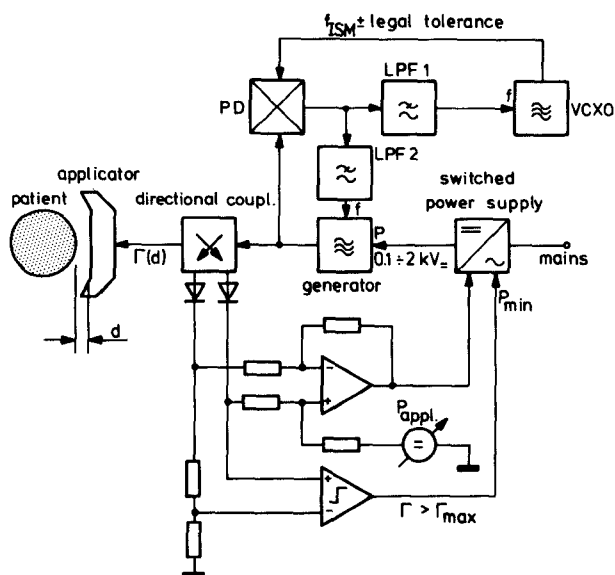 f_ISM ± legal tolerance
LPF 1
PD
f
VCXO
LPF 2
applicator
patient
directional coupl.
f
switched
power supply
Γ(d)
P
0.1 ÷ 2 kV=
mains
generator
P_min
d
-
+
P_appl.
=
+
-
Γ > Γ_max